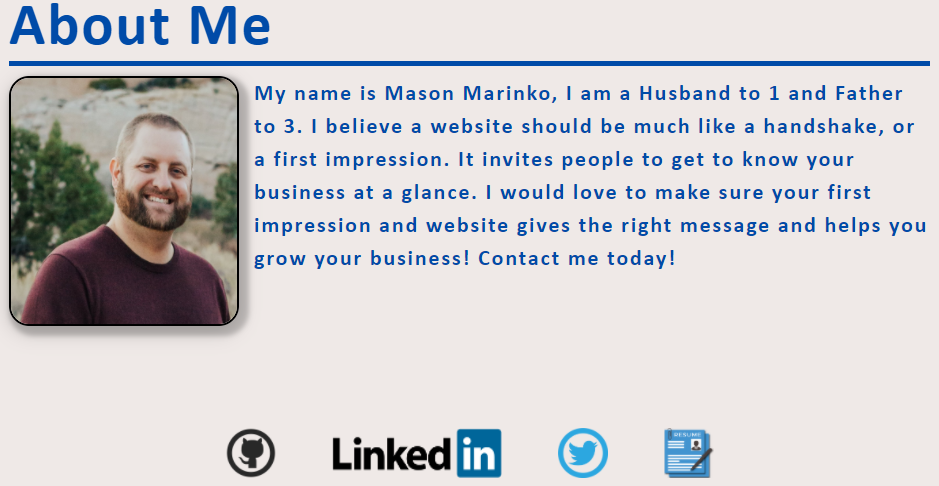 About Me
My name is Mason Marinko, I am a Husband to 1 and Father
to 3. I believe a website should be much like a handshake, or
a first impression. It invites people to get to know your
business at a glance. I would love to make sure your first
impression and website gives the right message and helps you
grow your business! Contact me today!
Linked in
RESUME